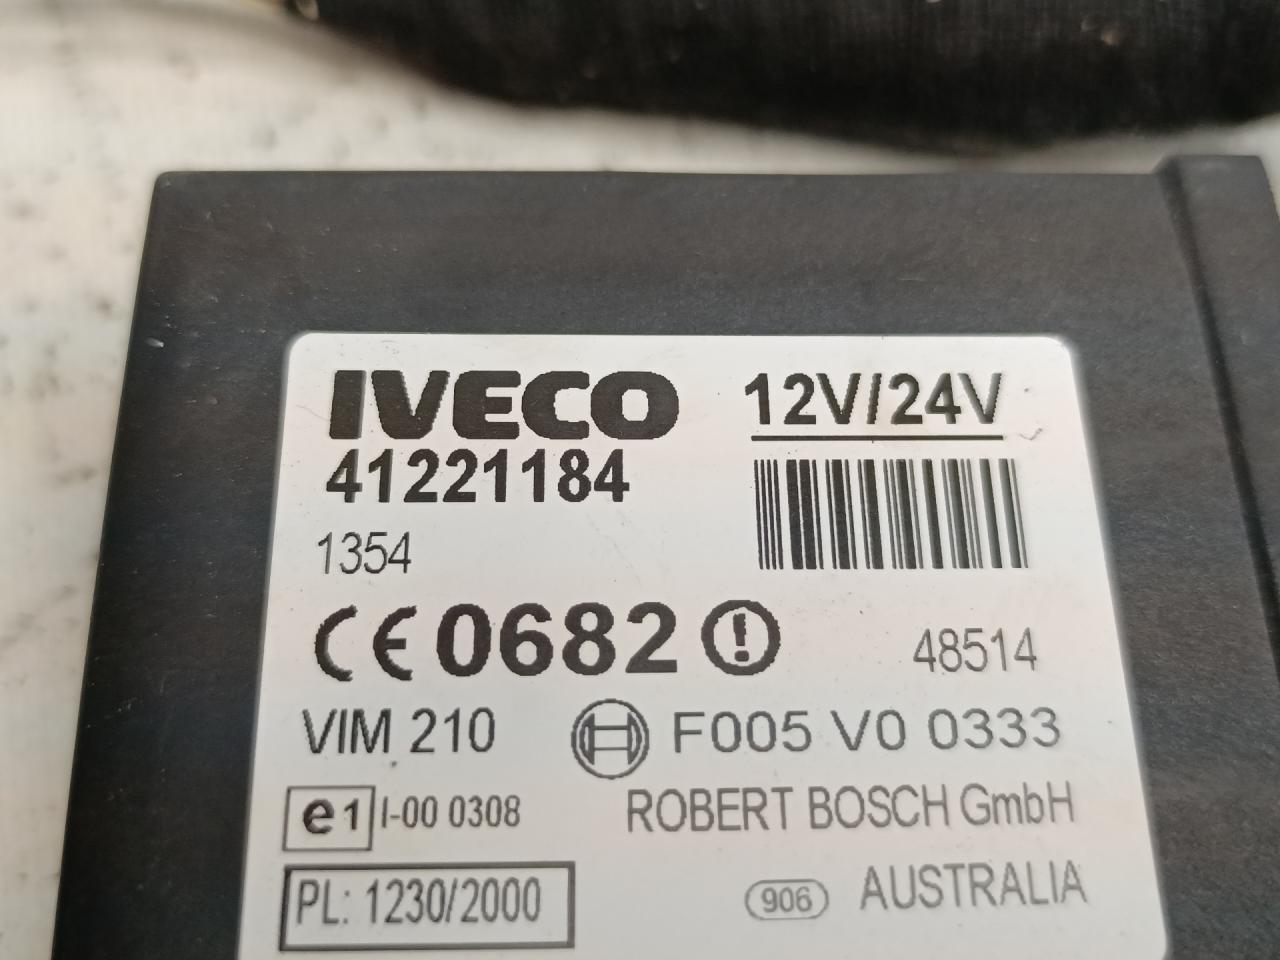 IVECO 12V/24V
41221184
1354
CE 0682
48514
VIM 210 F005 V0 0333
e1 I-00 0308 ROBERT BOSCH GmbH
PL: 1230/2000 906 AUSTRALIA